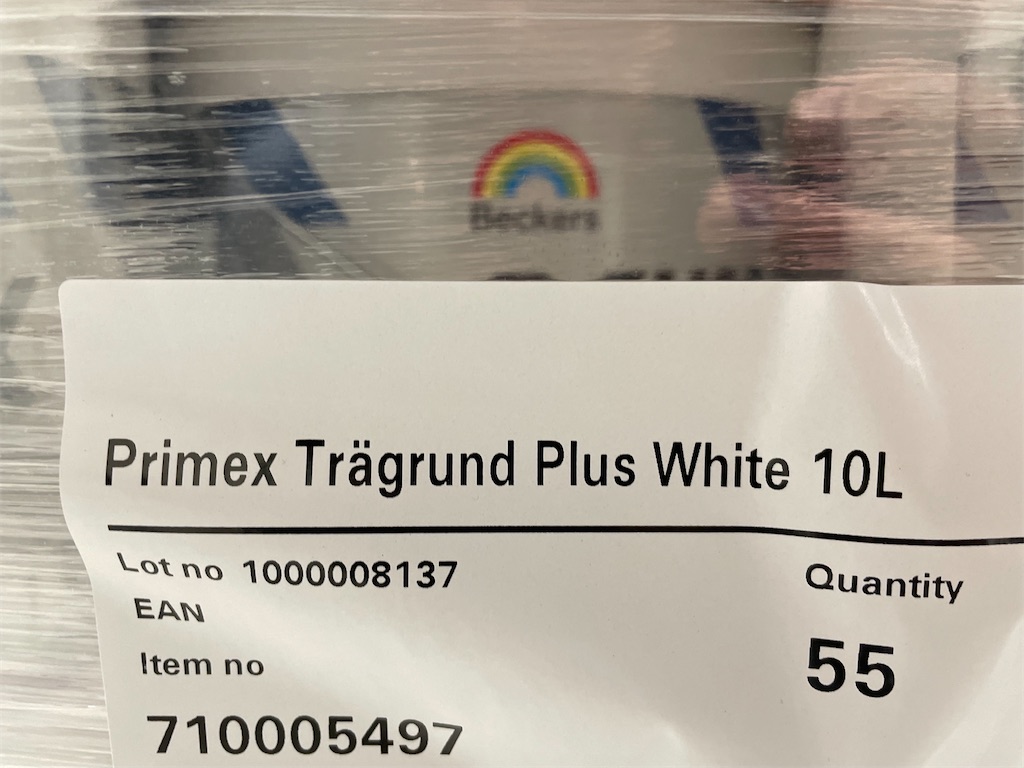 Beckers
Primex Trägrund Plus White 10L
Lot no 1000008137
Quantity
EAN
Item no
55
710005497